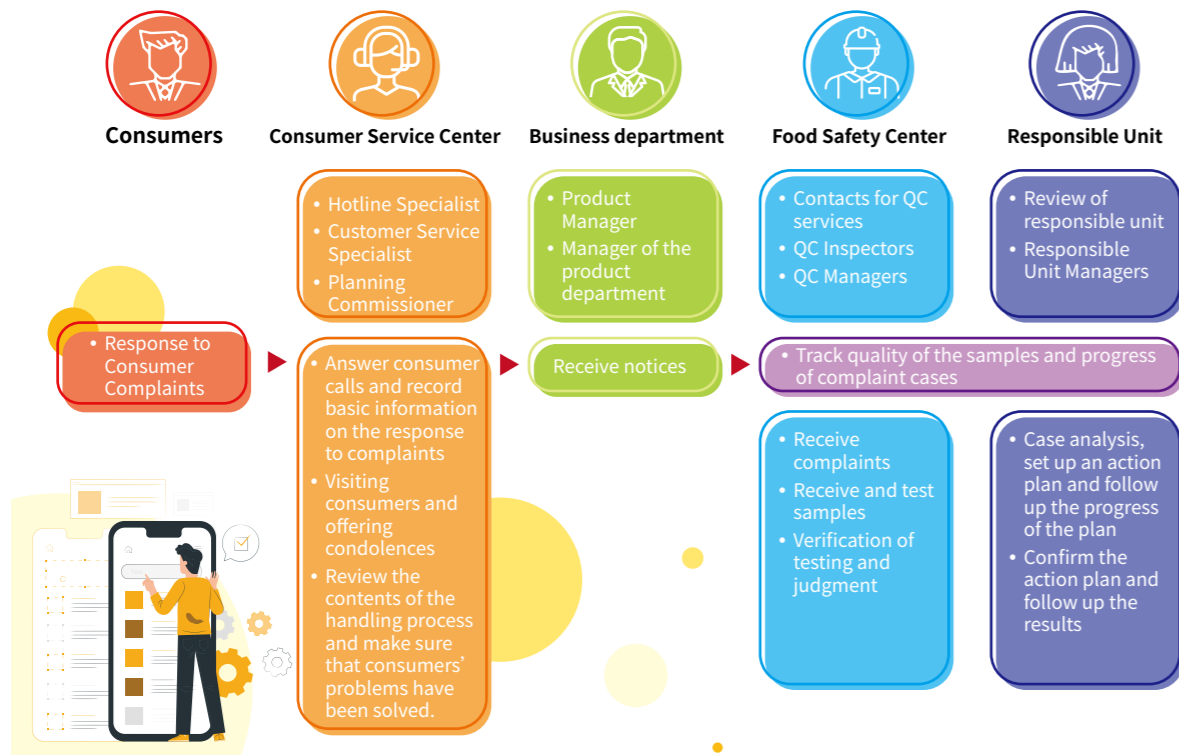 Consumers
Consumer Service Center
Business department
Food Safety Center
Responsible Unit
• Hotline Specialist
• Customer Service
Specialist
• Planning
Commissioner
• Product
Manager
• Manager of the
product
department
• Contacts for QC
services
• QC Inspectors
• QC Managers
• Review of
responsible unit
• Responsible
Unit Managers
• Response to
Consumer
Complaints
• Answer consumer
calls and record
basic information
on the response
to complaints
• Visiting
consumers and
offering
condolences
• Review the
contents of the
handling process
and make sure
that consumers’
problems have
been solved.
Receive notices
• Track quality of the samples and progress
of complaint cases
• Receive
complaints
• Receive and test
samples
• Verification of
testing and
judgment
• Case analysis,
set up an action
plan and follow
up the progress
of the plan
• Confirm the
action plan and
follow up the
results